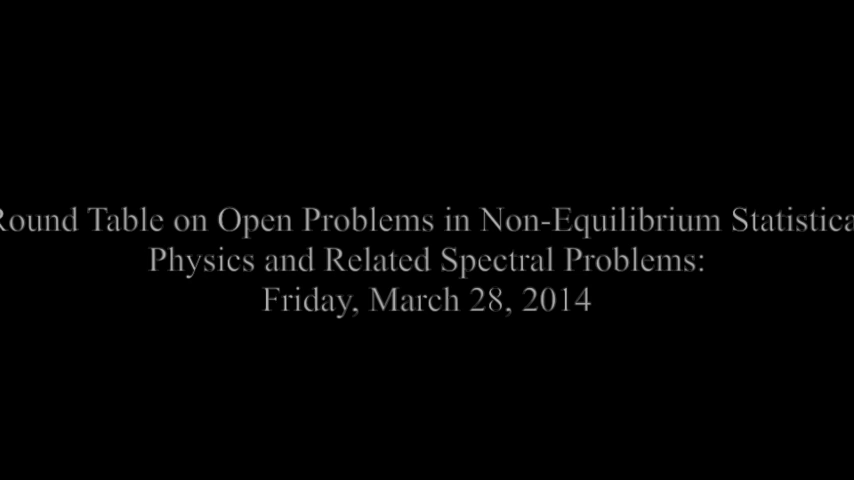 Round Table on Open Problems in Non-Equilibrium Statistica
Physics and Related Spectral Problems:
Friday, March 28, 2014